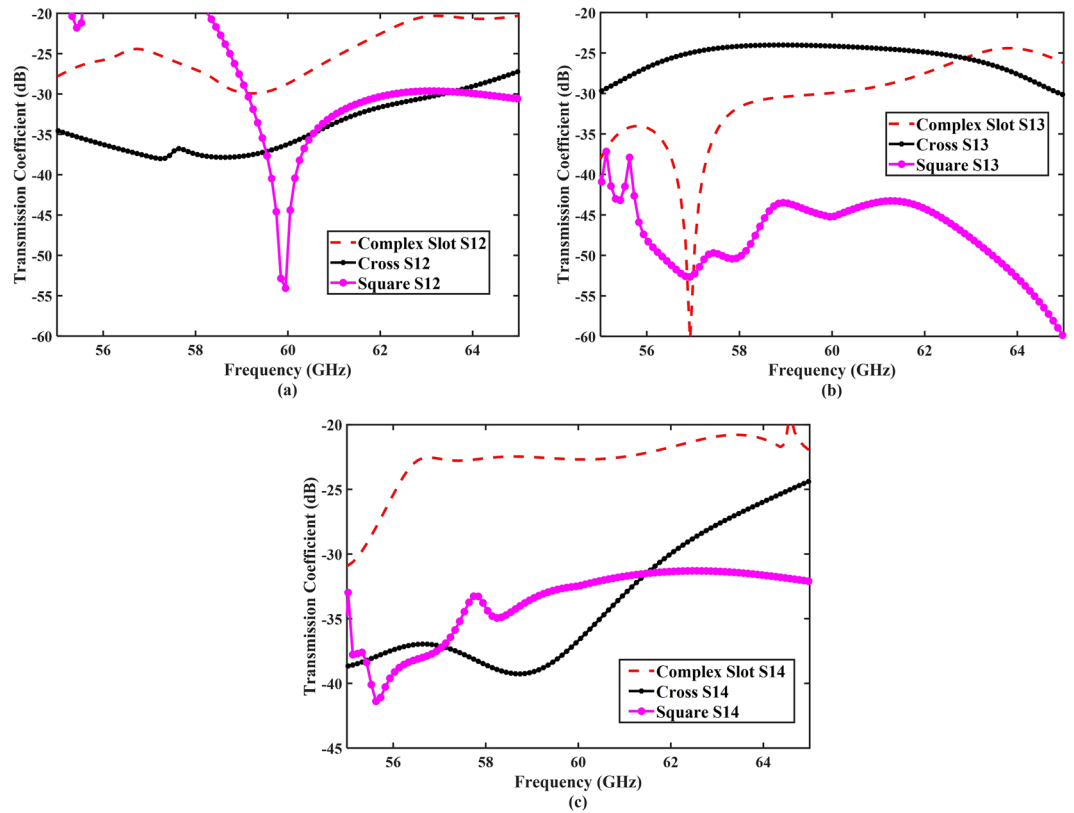 -20
-25
-30
-35
-40
-45
-50
-55
-60
Transmission Coefficient (dB)
Complex Slot S12
Cross S12
Square S12
56 58 60 62 64
Frequency (GHz)
(a)
-20
-25
-30
-35
-40
-45
-50
-55
-60
Transmission Coefficient (dB)
Complex Slot S13
Cross S13
Square S13
56 58 60 62 64
Frequency (GHz)
(b)
-20
-25
-30
-35
-40
-45
Transmission Coefficient (dB)
Complex Slot S14
Cross S14
Square S14
56 58 60 62 64
Frequency (GHz)
(c)